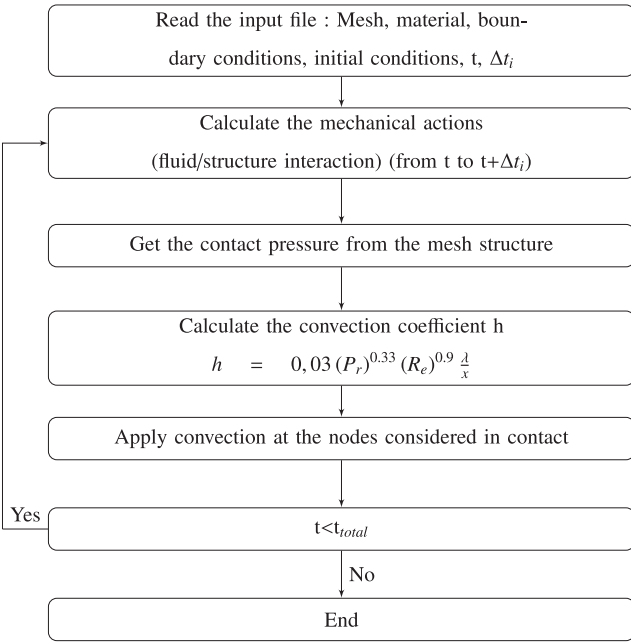 Read the input file : Mesh, material, boun-
dary conditions, initial conditions, t, Δt_i
Calculate the mechanical actions
(fluid/structure interaction) (from t to t+Δt_i)
Get the contact pressure from the mesh structure
Calculate the convection coefficient h
h = 0,03 (P_r)^0.33 (R_e)^0.9 λ/x
Apply convection at the nodes considered in contact
Yes
t<t_total
No
End